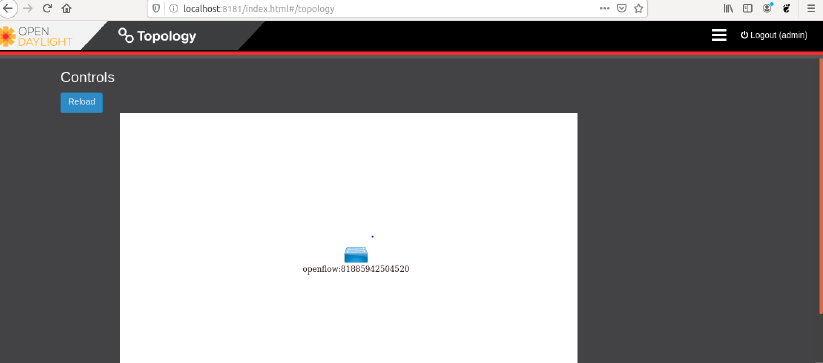 localhost:8181/index.html#/topology
OPEN
DAYLIGHT
Topology
Logout (admin)
Controls
Reload
openflow:81885942504520